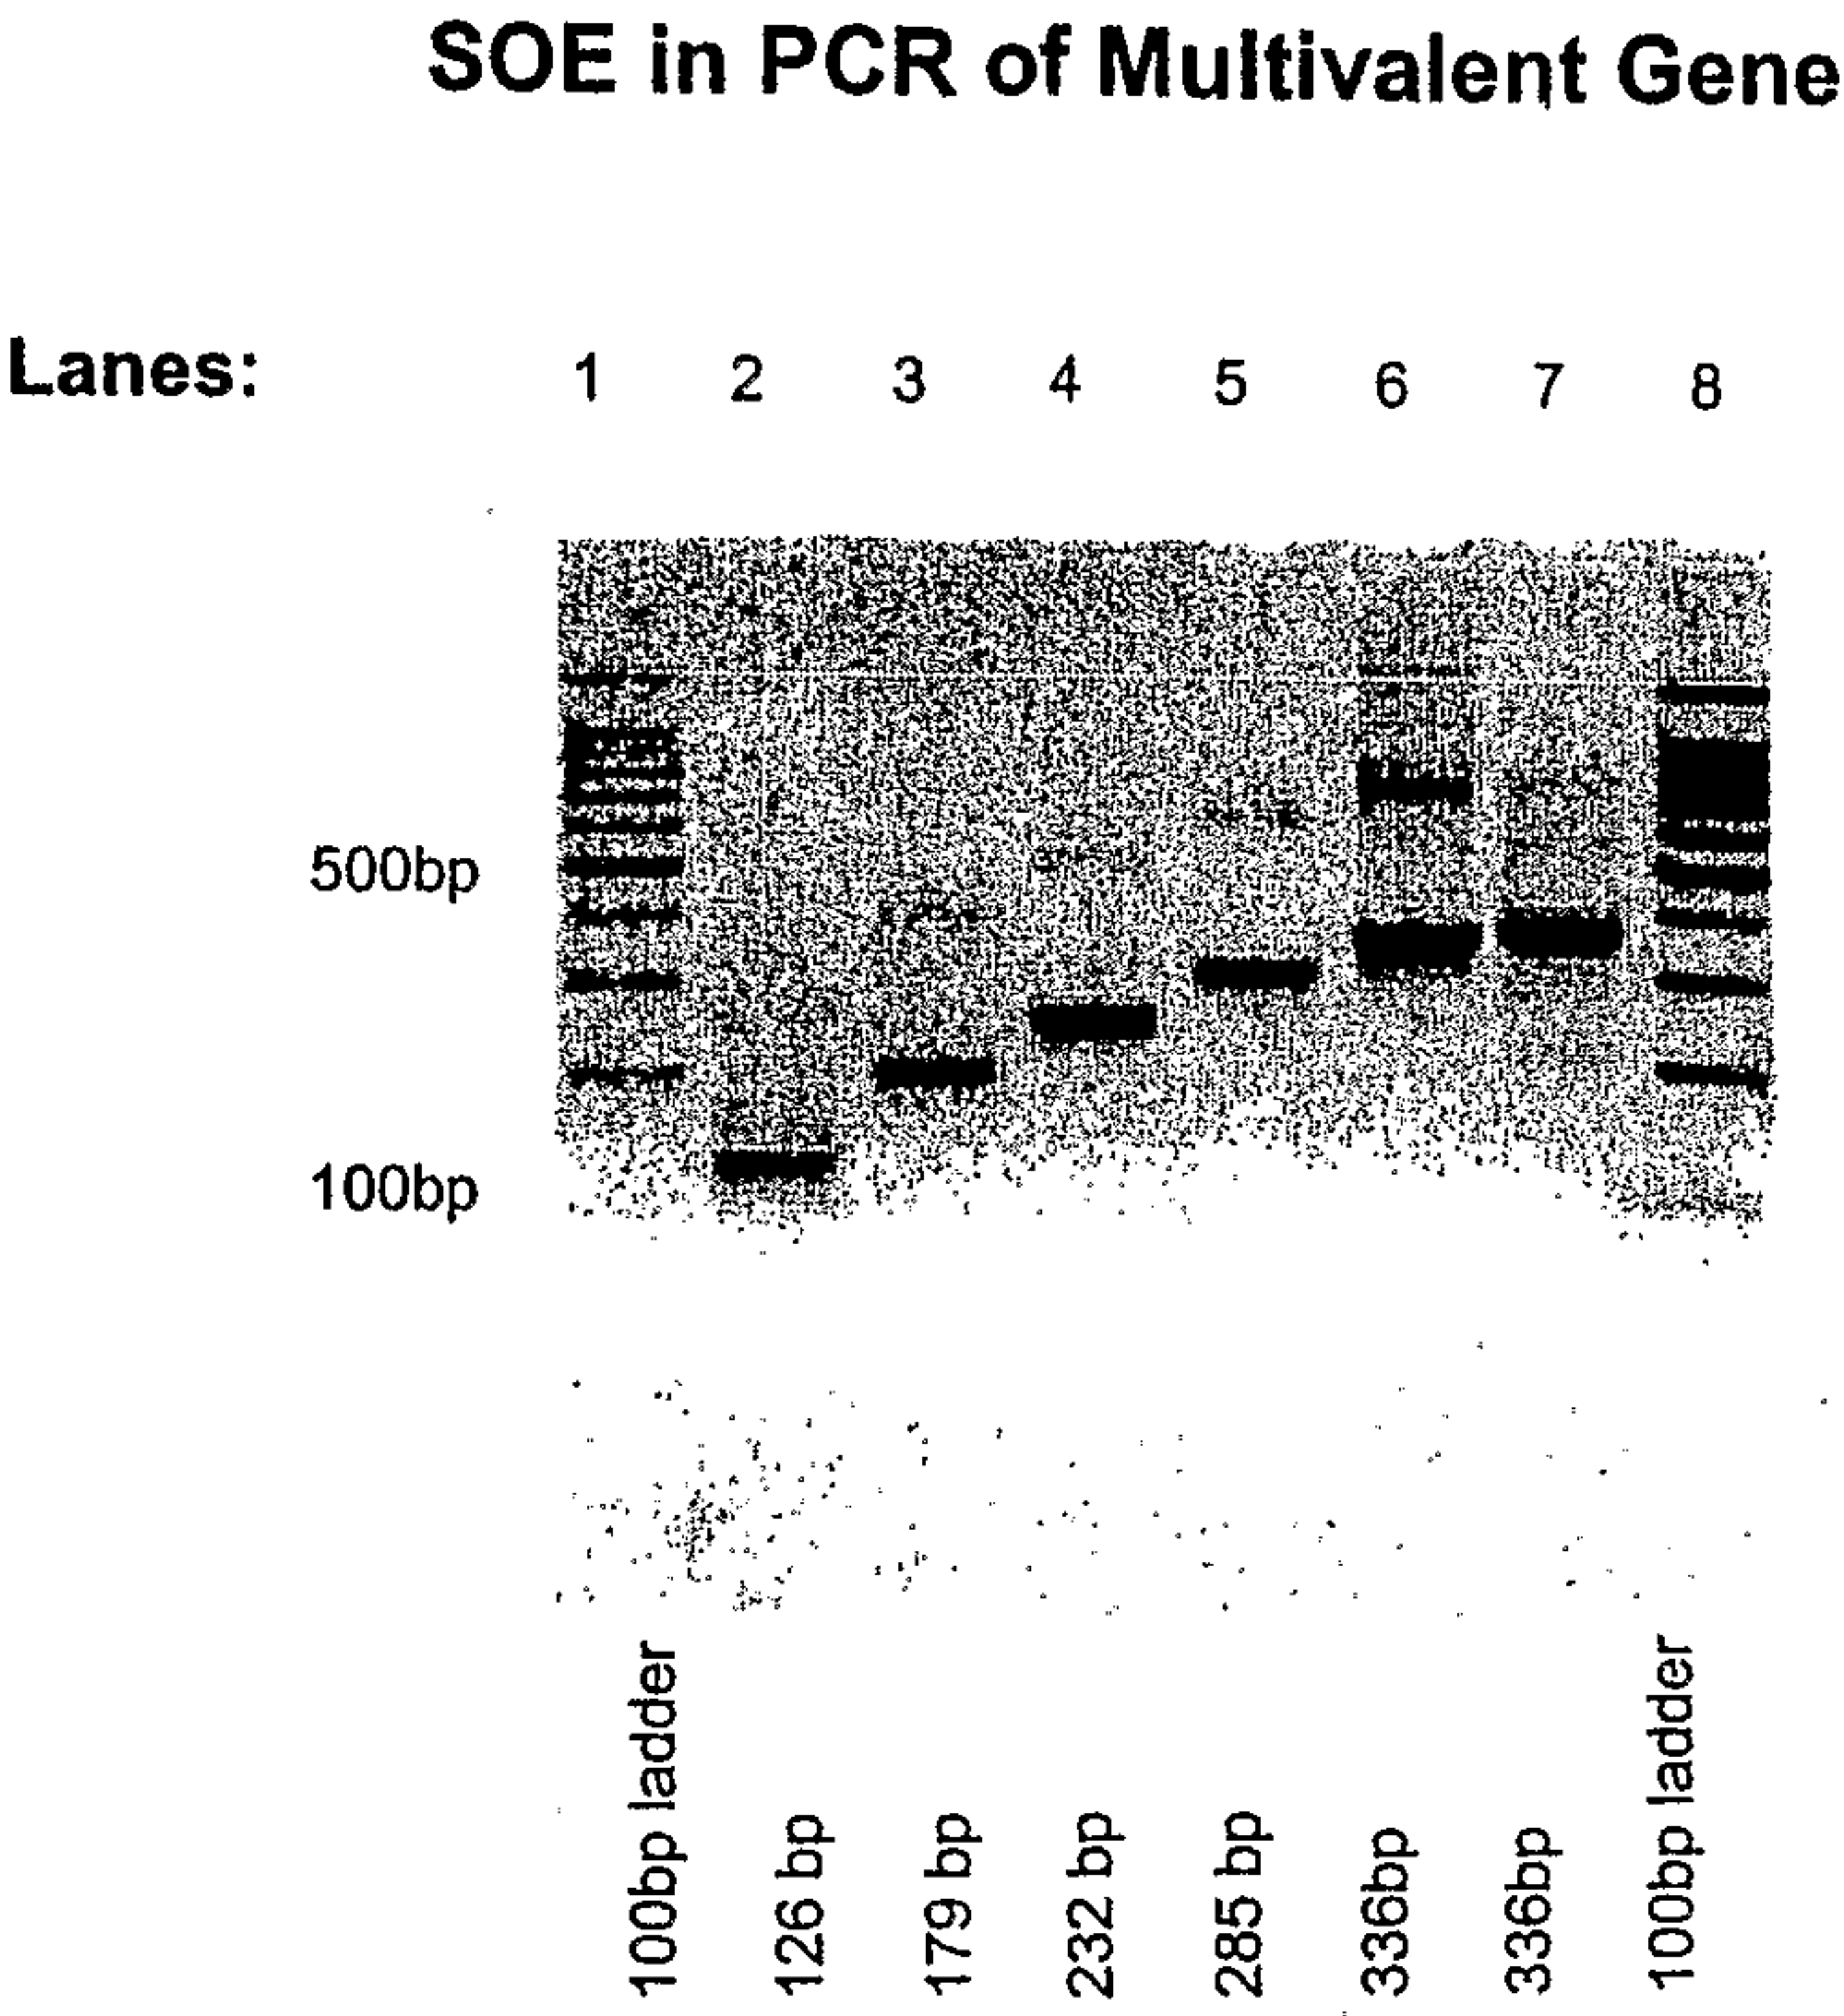 SOE in PCR of Multivalent Gene
Lanes: 1 2 3 4 5 6 7 8
500bp
100bp
100bp ladder
126 bp
179 bp
232 bp
285 bp
336bp
336bp
100bp ladder